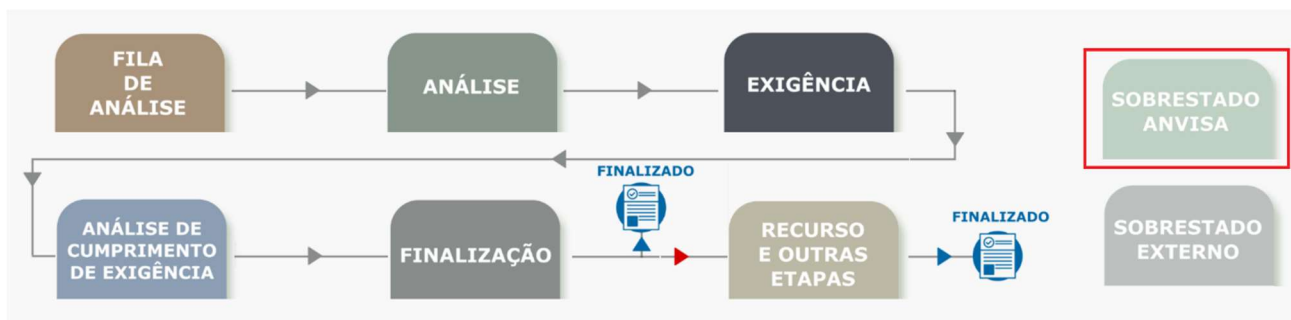 FILA
DE
ANÁLISE
ANÁLISE
EXIGÊNCIA
SOBRESTADO
ANVISA
FINALIZADO
ANÁLISE DE
CUMPRIMENTO
DE EXIGÊNCIA
FINALIZAÇÃO
RECURSO
E OUTRAS
ETAPAS
FINALIZADO
SOBRESTADO
EXTERNO